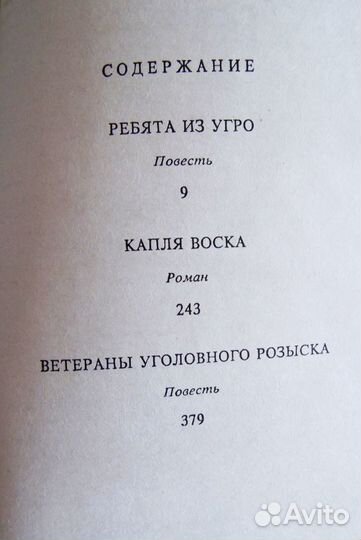 СОДЕРЖАНИЕ
РЕБЯТА ИЗ УГРО
Повесть
9
КАПЛЯ ВОСКА
Роман
243
ВЕТЕРАНЫ УГОЛОВНОГО РОЗЫСКА
Повесть
379
Avito